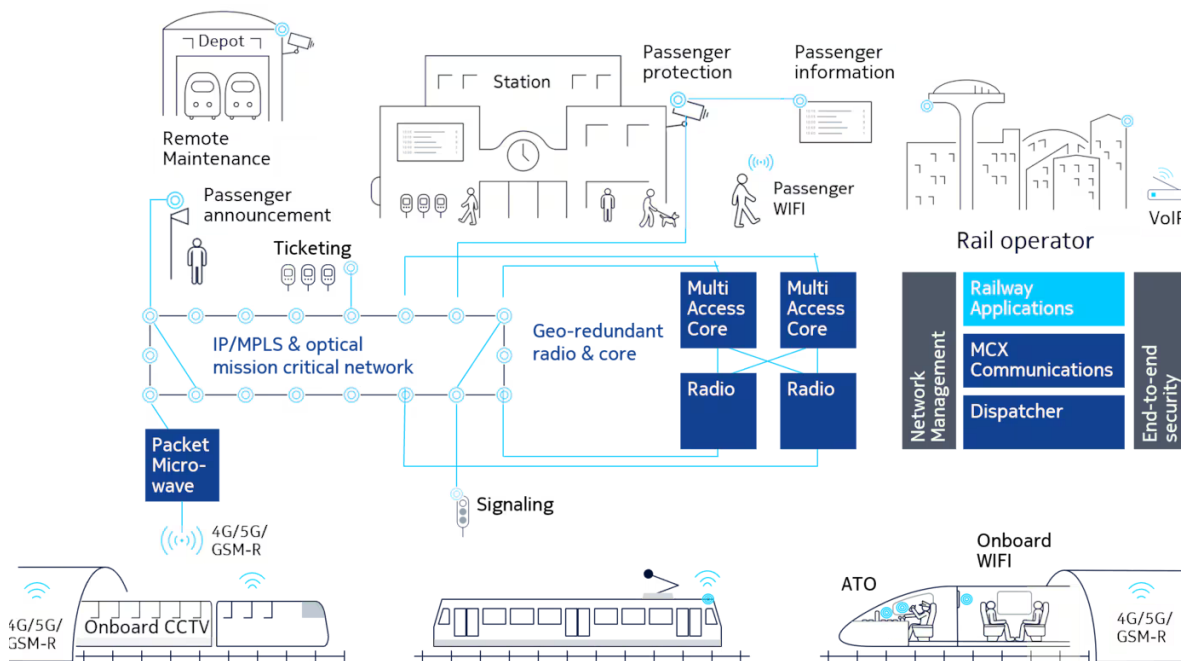 Depot
Remote
Maintenance
Station
Passenger
protection
Passenger
information
Passenger
WIFI
VoIP
Passenger
announcement
Ticketing
Rail operator
IP/MPLS & optical
mission critical network
Geo-redundant
radio & core
Multi
Access
Core
Multi
Access
Core
Radio
Radio
Network
Management
Railway
Applications
MCX
Communications
Dispatcher
End-to-end
security
Packet
Micro-
wave
Signaling
4G/5G/
GSM-R
4G/5G/
GSM-R
Onboard CCTV
ATO
Onboard
WIFI
4G/5G/
GSM-R